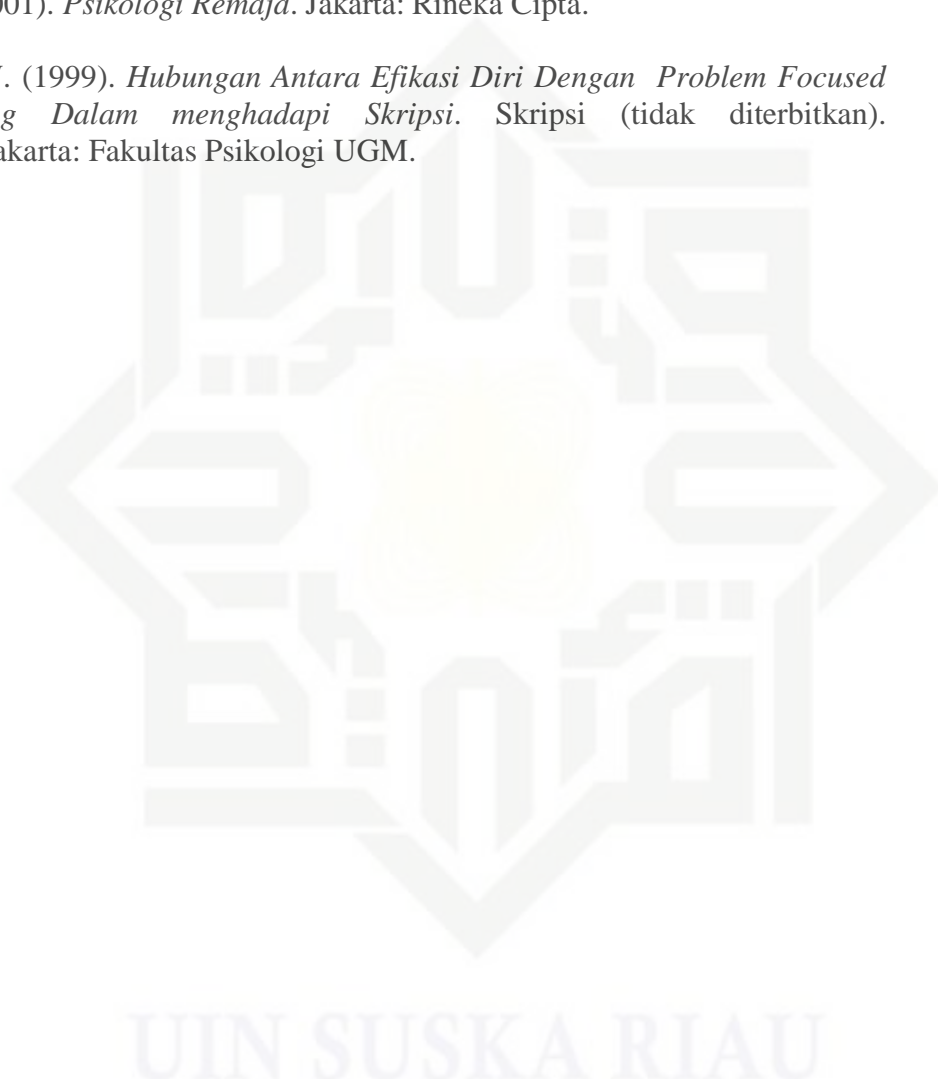 001). Psikologi Remaja. Jakarta: Rineka Cipta.
. (1999). Hubungan Antara Efikasi Diri Dengan Problem Focused
g Dalam menghadapi Skripsi. Skripsi (tidak diterbitkan).
akarta: Fakultas Psikologi UGM.
UIN SUSKA RIAU